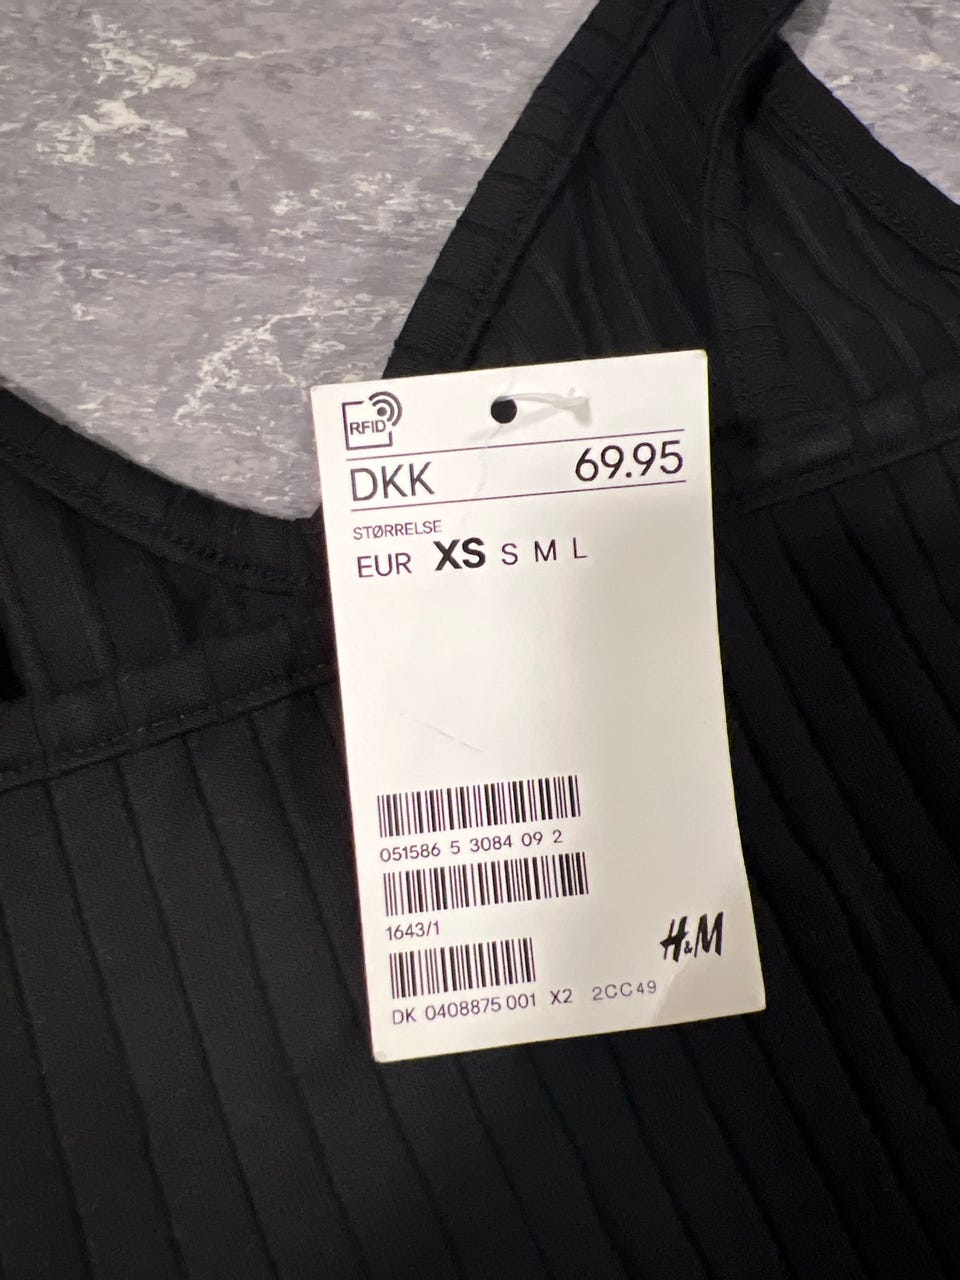 RFID
DKK 69.95
STØRRELSE
EUR XS S M L
051586 5 3084 09 2
1643/1
H&M
DK 0408875 001 X2 2CC49